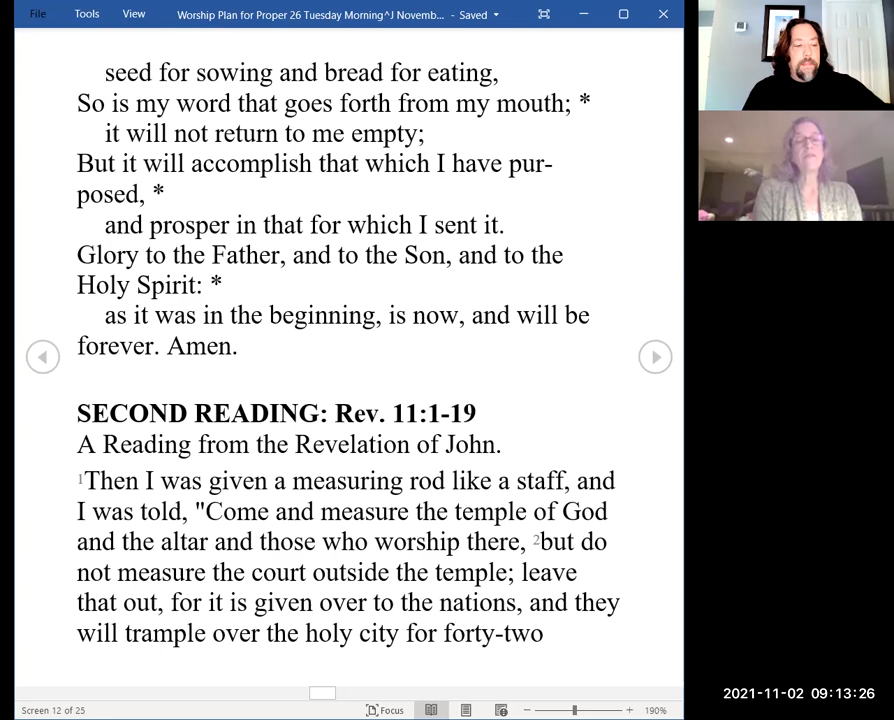 File Tools View Worship Plan for Proper 26 Tuesday Morning^J Novemb... - Saved
seed for sowing and bread for eating,
So is my word that goes forth from my mouth; *
it will not return to me empty;
But it will accomplish that which I have pur-
posed, *
and prosper in that for which I sent it.
Glory to the Father, and to the Son, and to the
Holy Spirit: *
as it was in the beginning, is now, and will be
forever. Amen.
SECOND READING: Rev. 11:1-19
A Reading from the Revelation of John.
1Then I was given a measuring rod like a staff, and
I was told, "Come and measure the temple of God
and the altar and those who worship there, 2but do
not measure the court outside the temple; leave
that out, for it is given over to the nations, and they
will trample over the holy city for forty-two
2021-11-02 09:13:26
Screen 12 of 25 Focus 190%